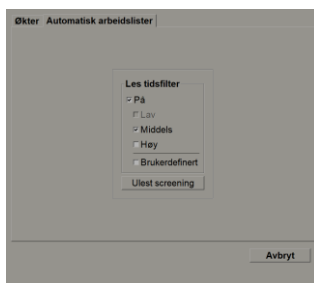 Økter Automatisk arbeidslister
Les tidsfilter
På
Lav
Middels
Høy
Brukerdefinert
Ulest screening
Avbryt